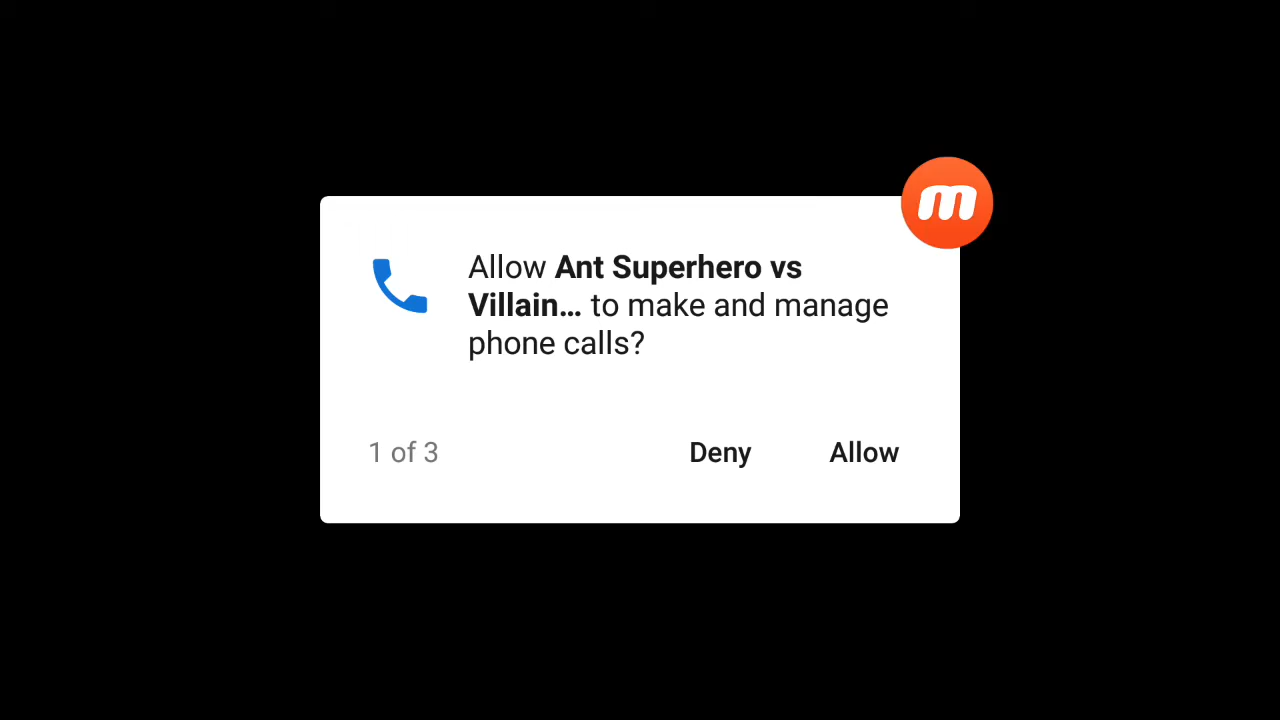 m
Allow Ant Superhero vs
Villain... to make and manage
phone calls?
1 of 3
Deny
Allow